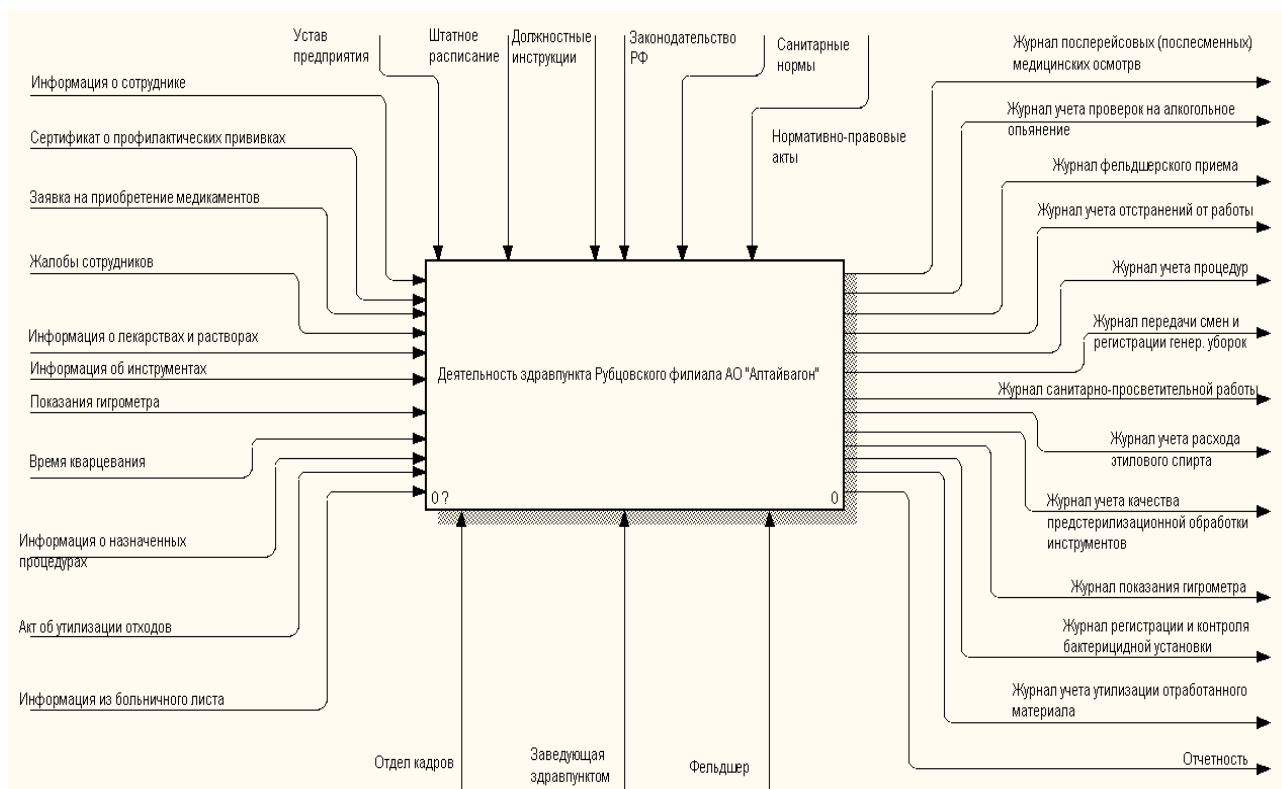 Устав
предприятия
Штатное
расписание
Должностные
инструкции
Законодательство
РФ
Санитарные
нормы
Нормативно-правовые
акты
Информация о сотруднике
Сертификат о профилактических прививках
Заявка на приобретение медикаментов
Жалобы сотрудников
Информация о лекарствах и растворах
Информация об инструментах
Показания гигрометра
Время кварцевания
Информация о назначенных
процедурах
Акт об утилизации отходов
Информация из больничного листа
Деятельность здравпункта Рубцовского филиала АО "Алтайвагон"
0 ?
0
Журнал послерейсовых (послесменных)
медицинских осмотрв
Журнал учета проверок на алкогольное
опьянение
Журнал фельдшерского приема
Журнал учета отстранений от работы
Журнал учета процедур
Журнал передачи смен и
регистрации генер. уборок
Журнал санитарно-просветительной работы
Журнал учета расхода
этилового спирта
Журнал учета качества
предстерилизационной обработки
инструментов
Журнал показания гигрометра
Журнал регистрации и контроля
бактерицидной установки
Журнал учета утилизации отработанного
материала
Отчетность
Отдел кадров
Заведующая
здравпунктом
Фельдшер